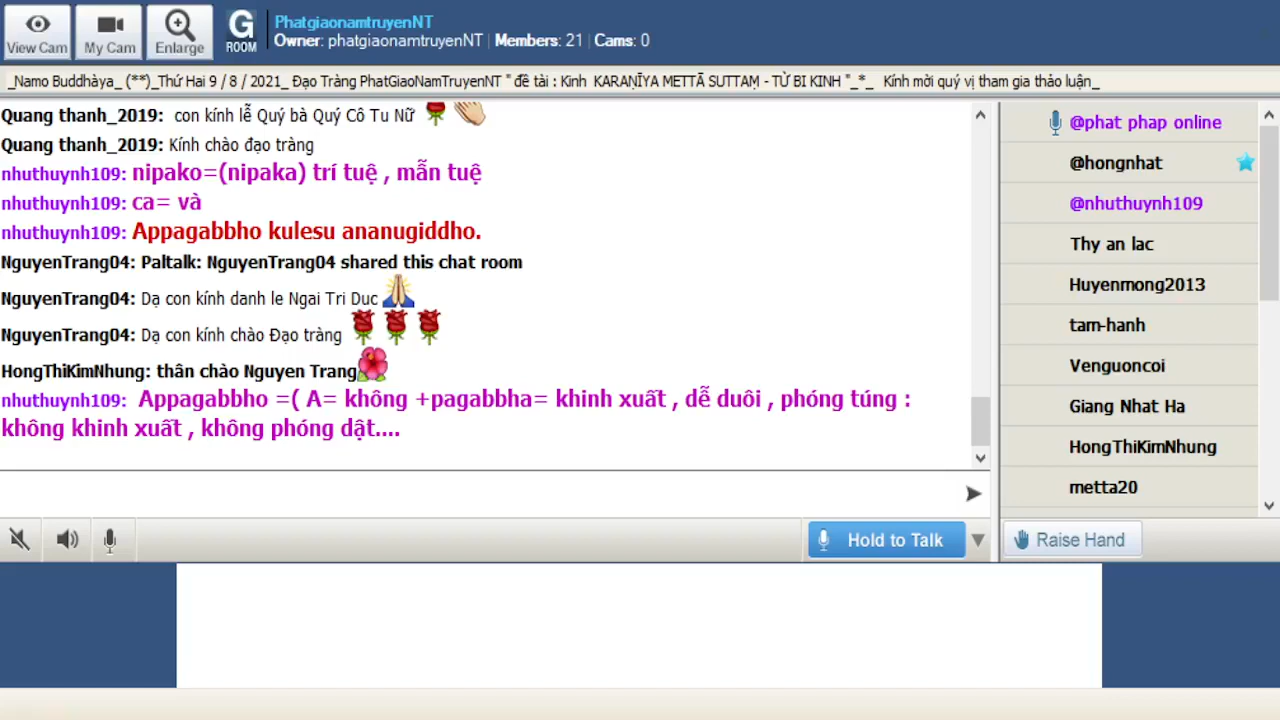 View Cam
My Cam
Enlarge
G
ROOM
PhatgiaonamtruyenNT
Owner: phatgiaonamtruyenNT | Members: 21 | Cams: 0
_Namo Buddhàya_ (**)_Thứ Hai 9 / 8 / 2021_ Đạo Tràng PhatGiaoNamTruyenNT " đề tài : Kinh KARAṆĪYA METTĀ SUTTAṂ - TỪ BI KINH "_*_ Kính mời quý vị tham gia thảo luận_
Quang thanh_2019: con kính lễ Quý bà Quý Cô Tu Nữ
Quang thanh_2019: Kính chào đạo tràng
nhuthuynh109: nipako=(nipaka) trí tuệ , mẫn tuệ
nhuthuynh109: ca= và
nhuthuynh109: Appagabbho kulesu ananugiddho.
NguyenTrang04: Paltalk: NguyenTrang04 shared this chat room
NguyenTrang04: Dạ con kính danh le Ngai Tri Duc
NguyenTrang04: Dạ con kính chào Đạo tràng
HongThiKimNhung: thân chào Nguyen Trang
nhuthuynh109: Appagabbho =( A= không +pagabbha= khinh xuất , dễ duôi , phóng túng :
không khinh xuất , không phóng dật....
@phat phap online
@hongnhat
@nhuthuynh109
Thy an lac
Huyenmong2013
tam-hanh
Venguoncoi
Giang Nhat Ha
HongThiKimNhung
metta20
Hold to Talk
Raise Hand